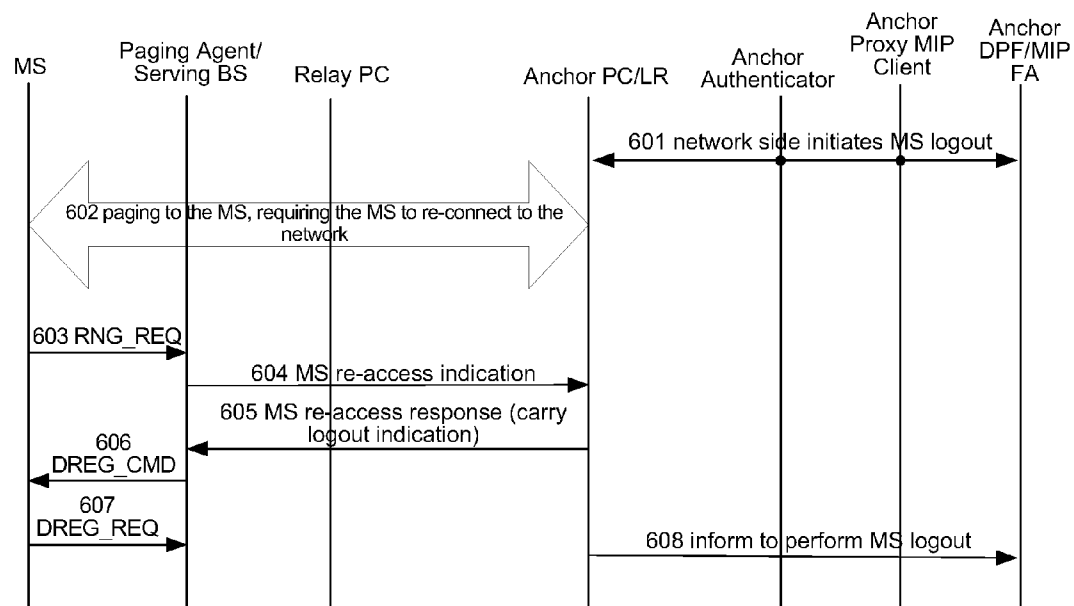 MS
Paging Agent/
Serving BS
Relay PC
Anchor PC/LR
Anchor
Authenticator
Anchor
Proxy MIP
Client
Anchor
DPF/MIP
FA
601 network side initiates MS logout
602 paging to the MS, requiring the MS to re-connect to the
network
603 RNG_REQ
604 MS re-access indication
605 MS re-access response (carry
logout indication)
606
DREG_CMD
607
DREG_REQ
608 inform to perform MS logout